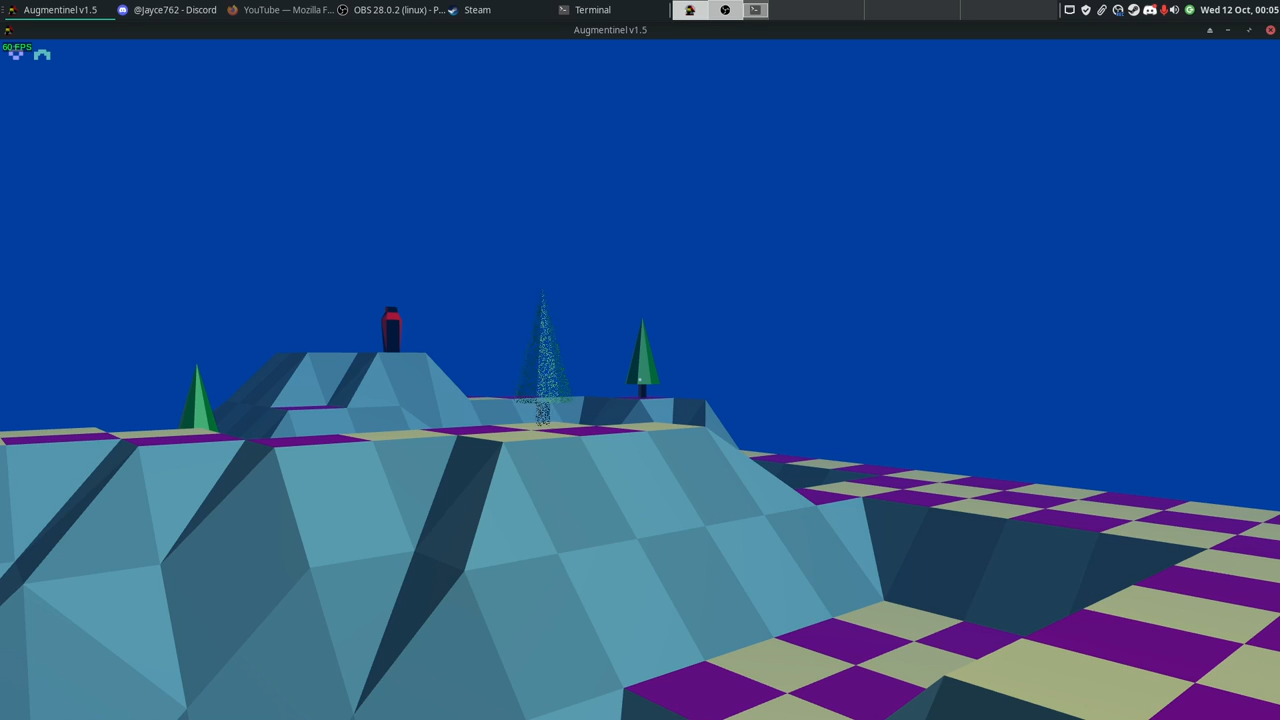 Augmentinel v1.5
@Jayce762 - Discord
YouTube — Mozilla F...
OBS 28.0.2 (linux) - P...
Steam
Terminal
Wed 12 Oct, 00:05
Augmentinel v1.5
60 FPS